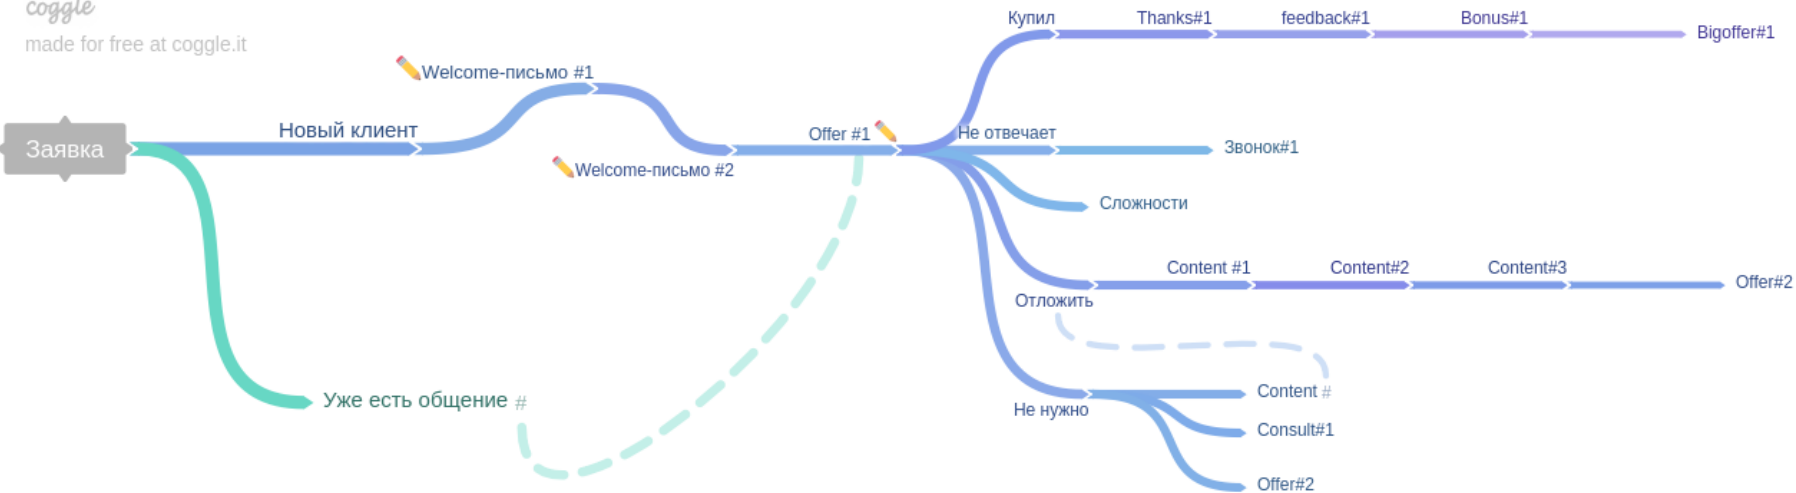 coggle
made for free at coggle.it
Заявка
Новый клиент
Welcome-письмо #1
Welcome-письмо #2
Offer #1
Купил
Thanks#1
feedback#1
Bonus#1
Bigoffer#1
Не отвечает
Звонок#1
Сложности
Отложить
Content #1
Content#2
Content#3
Offer#2
Не нужно
Content #
Consult#1
Offer#2
Уже есть общение #